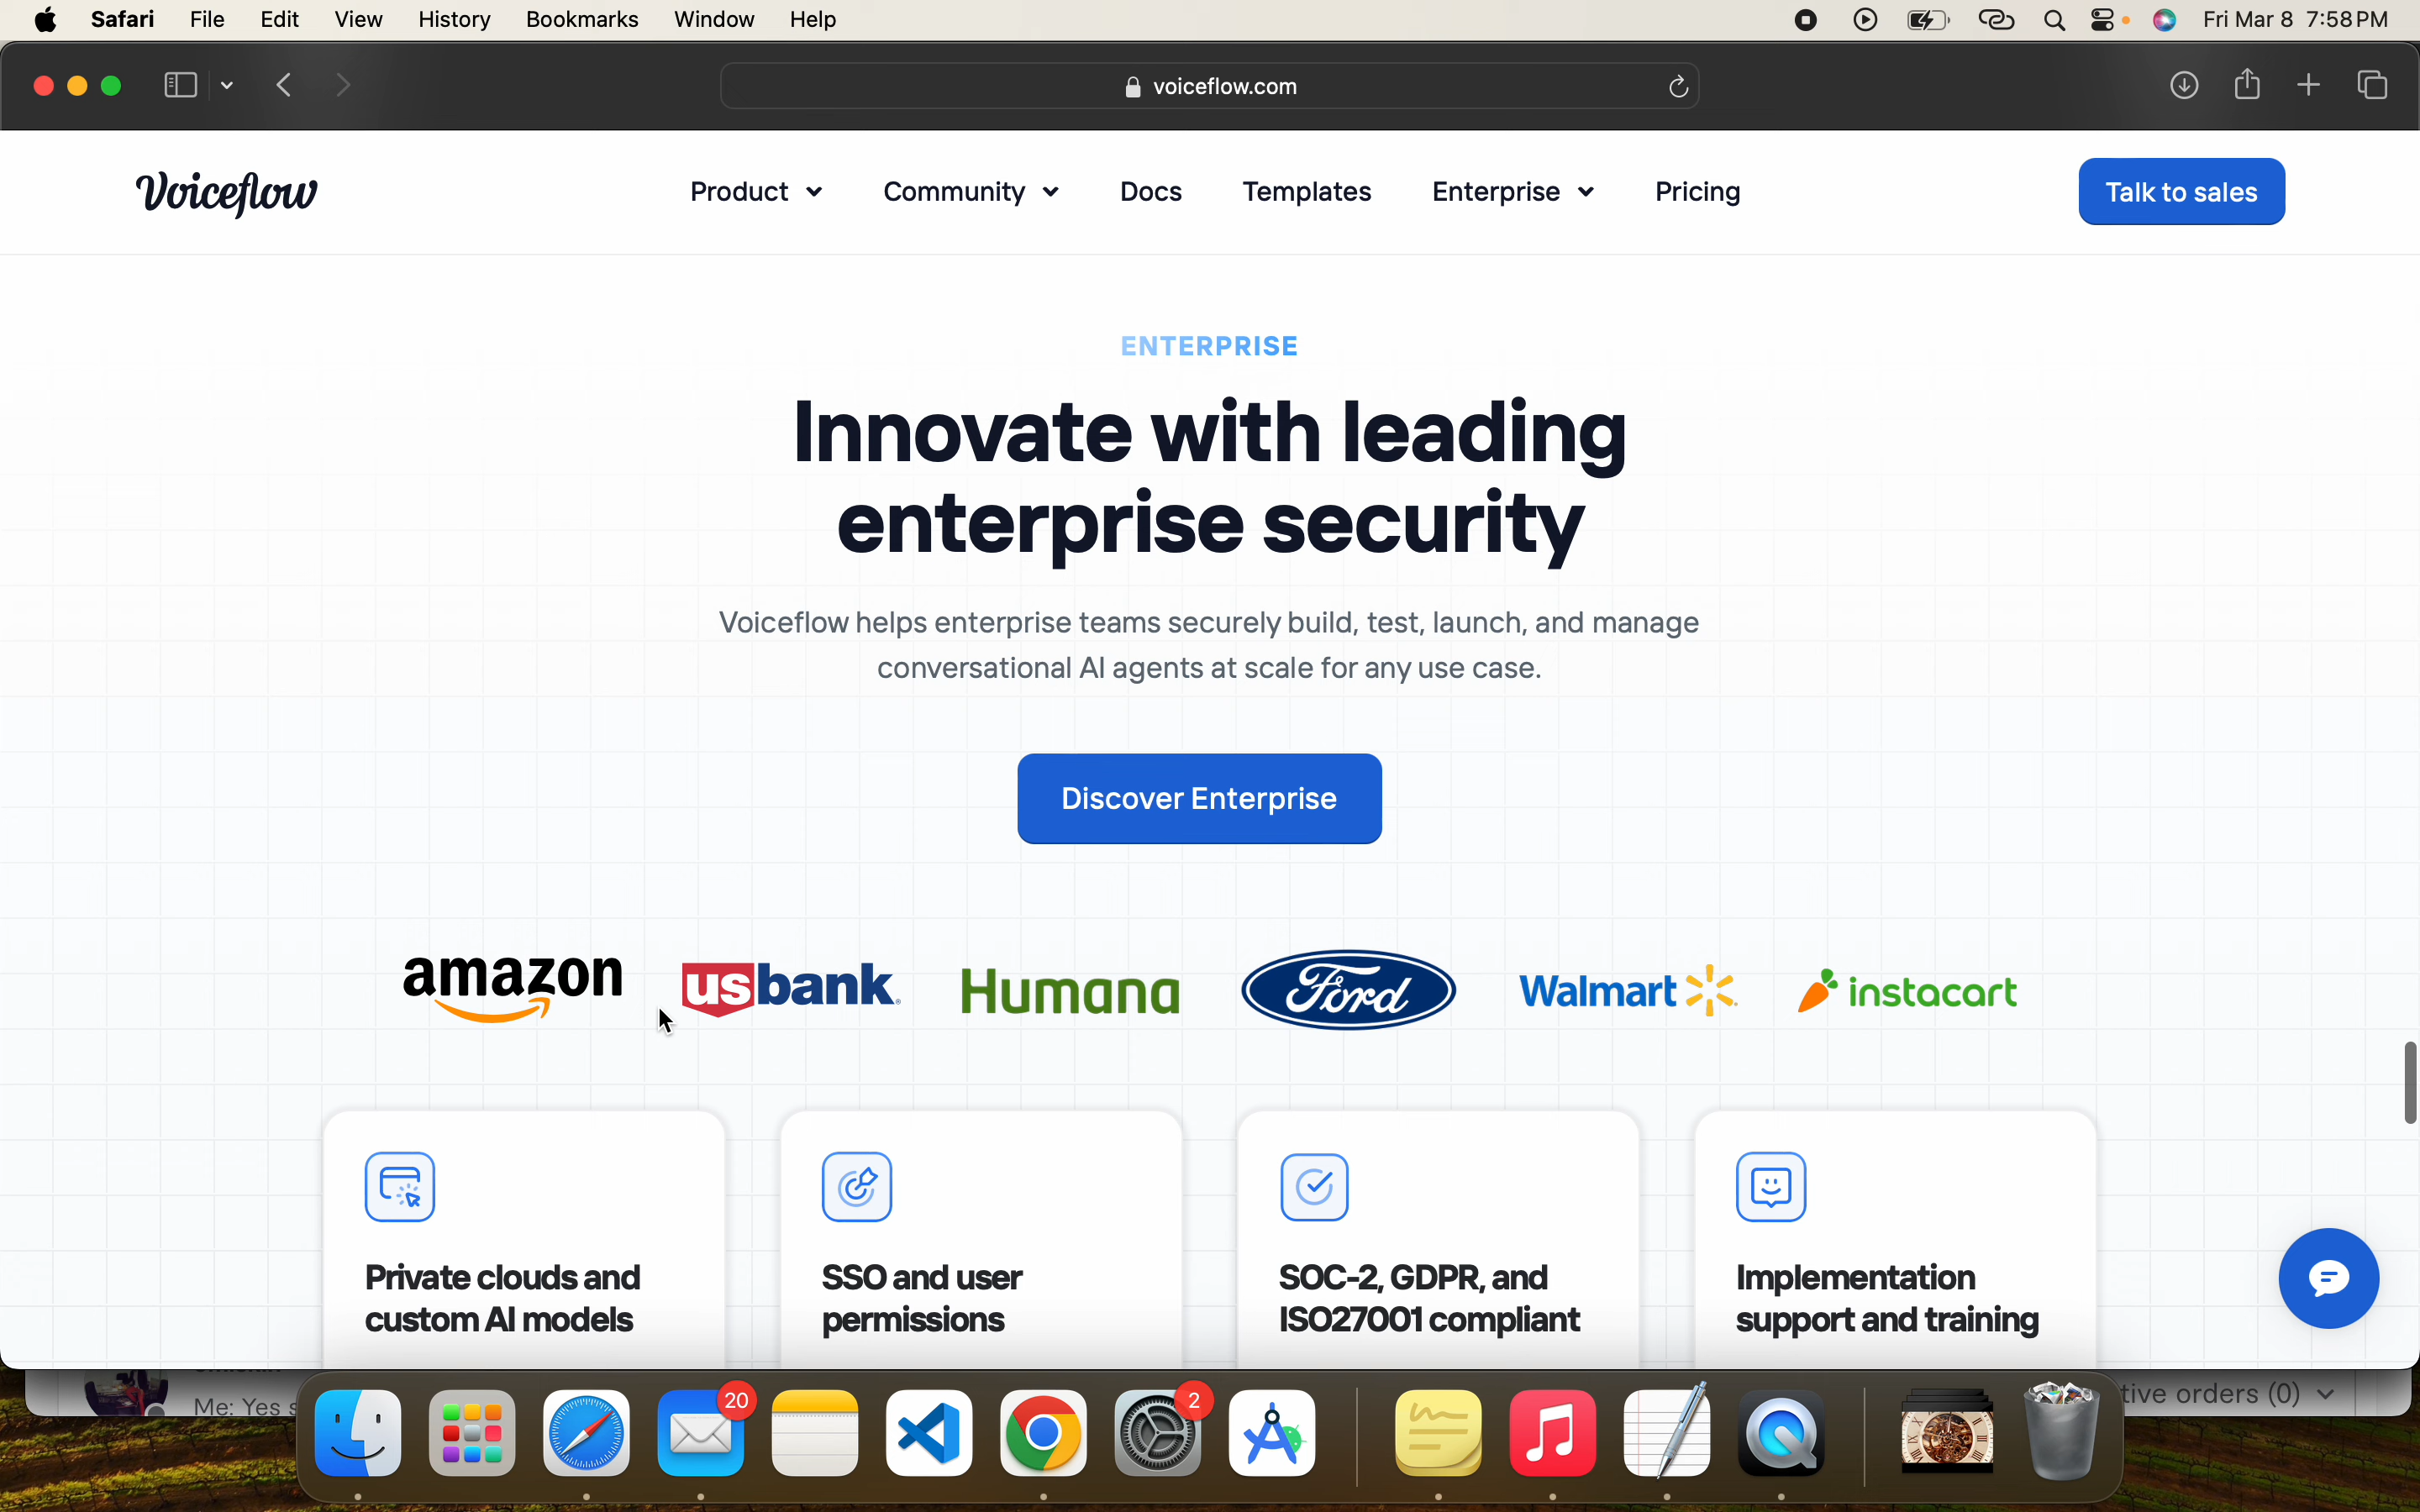 Safari File Edit View History Bookmarks Window Help Fri Mar 8 7:58 PM
voiceflow.com
Voiceflow Product Community Docs Templates Enterprise Pricing Talk to sales
ENTERPRISE
Innovate with leading
enterprise security
Voiceflow helps enterprise teams securely build, test, launch, and manage
conversational AI agents at scale for any use case.
Discover Enterprise
amazon usbank Humana Ford Walmart instacart
Private clouds and
custom AI models
SSO and user
permissions
SOC-2, GDPR, and
ISO27001 compliant
Implementation
support and training
Me: Yes
orders (0)
20
2